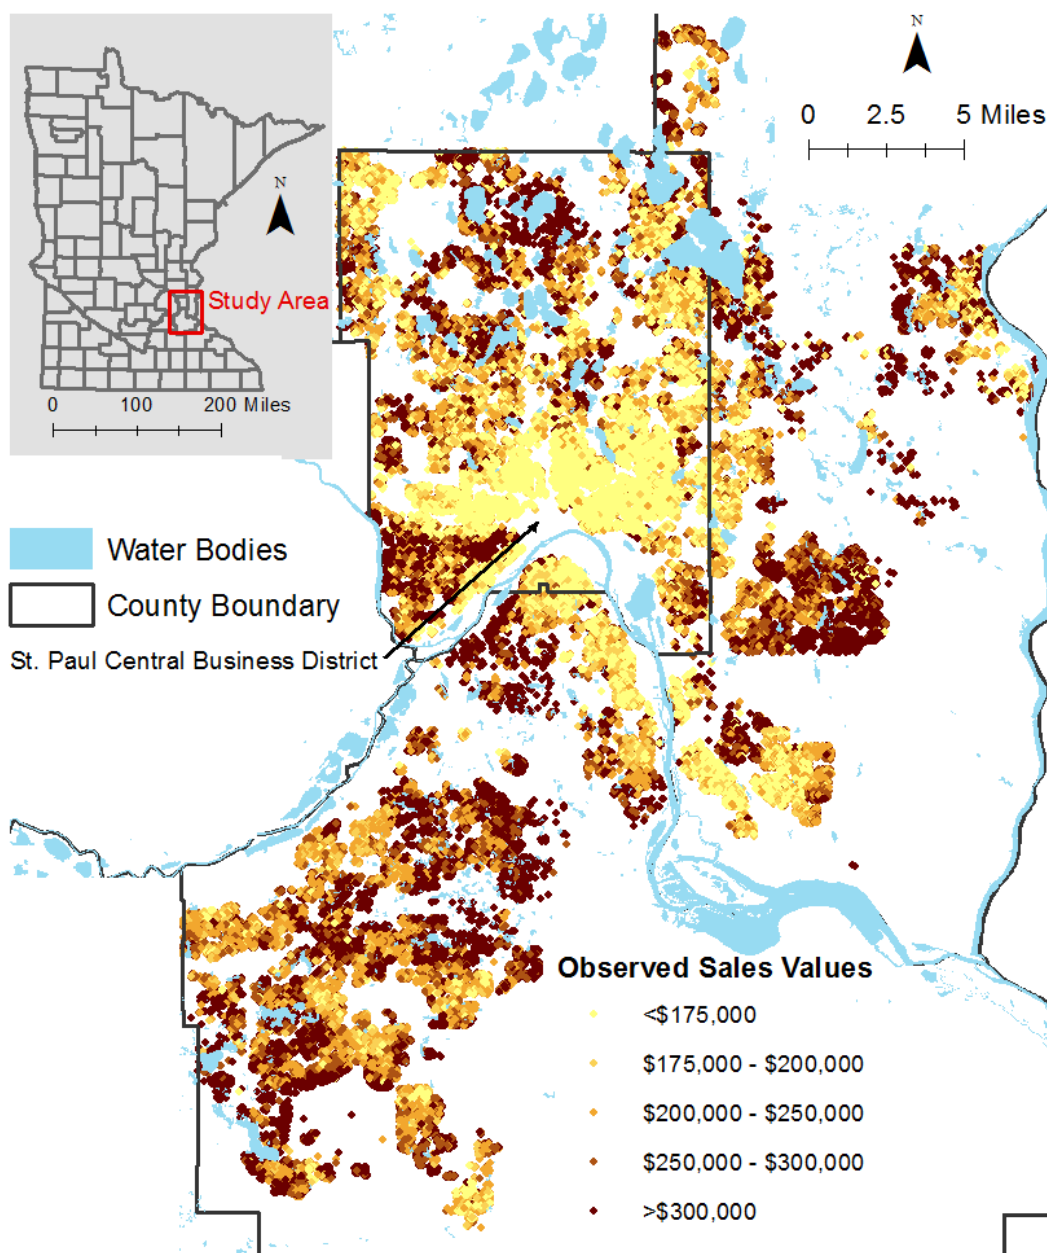 N
0 2.5 5 Miles
N
Study Area
0 100 200 Miles
Water Bodies
County Boundary
St. Paul Central Business District
Observed Sales Values
<$175,000
$175,000 - $200,000
$200,000 - $250,000
$250,000 - $300,000
>$300,000